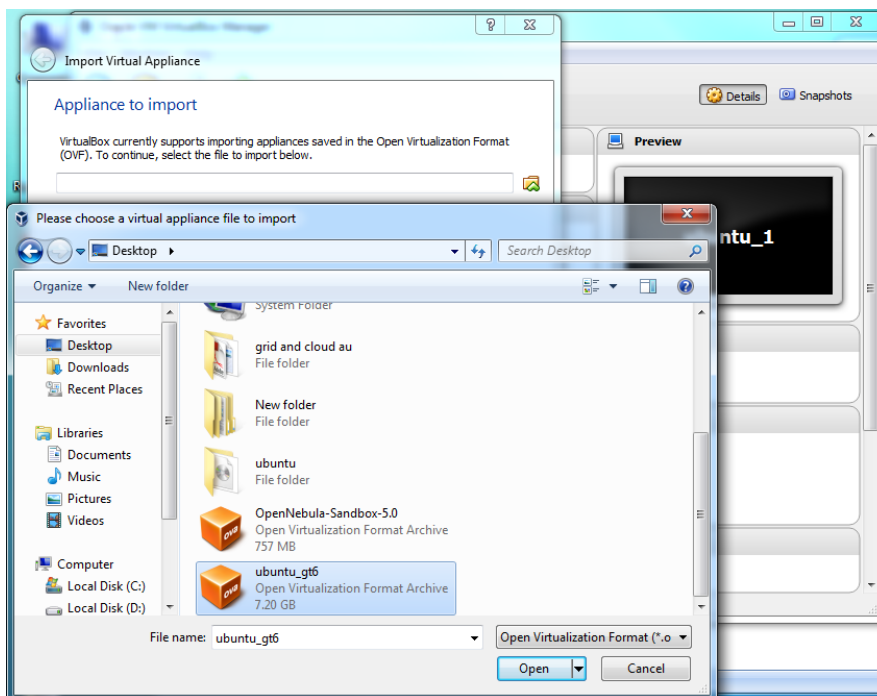 Import Virtual Appliance
Appliance to import
VirtualBox currently supports importing appliances saved in the Open Virtualization Format
(OVF). To continue, select the file to import below.
Details
Snapshots
Preview
ntu_1
Please choose a virtual appliance file to import
Desktop
Search Desktop
Organize
New folder
Favorites
Desktop
Downloads
Recent Places
Libraries
Documents
Music
Pictures
Videos
Computer
Local Disk (C:)
Local Disk (D:)
System Folder
grid and cloud au
File folder
New folder
File folder
ubuntu
File folder
OpenNebula-Sandbox-5.0
Open Virtualization Format Archive
757 MB
ubuntu_gt6
Open Virtualization Format Archive
7.20 GB
File name:
ubuntu_gt6
Open Virtualization Format (*.o
Open
Cancel